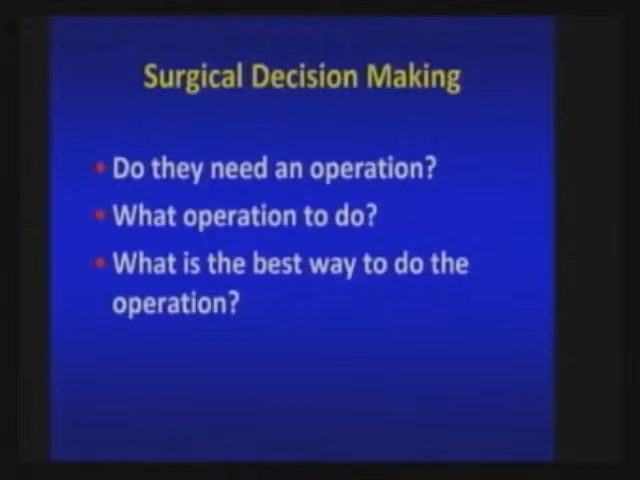 Surgical Decision Making
• Do they need an operation?
• What operation to do?
• What is the best way to do the
operation?